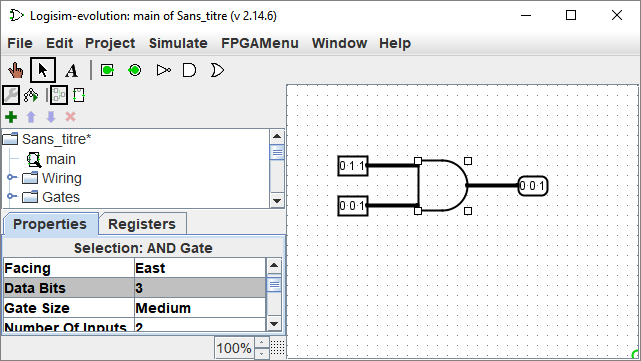 Logisim-evolution: main of Sans_titre (v 2.14.6)
File Edit Project Simulate FPGAMenu Window Help
A
Sans_titre*
main
Wiring
Gates
Properties Registers
Selection: AND Gate
Facing East
Data Bits 3
Gate Size Medium
Number Of Inputs 2
100%
0 1 1
0 0 1
0 0 1